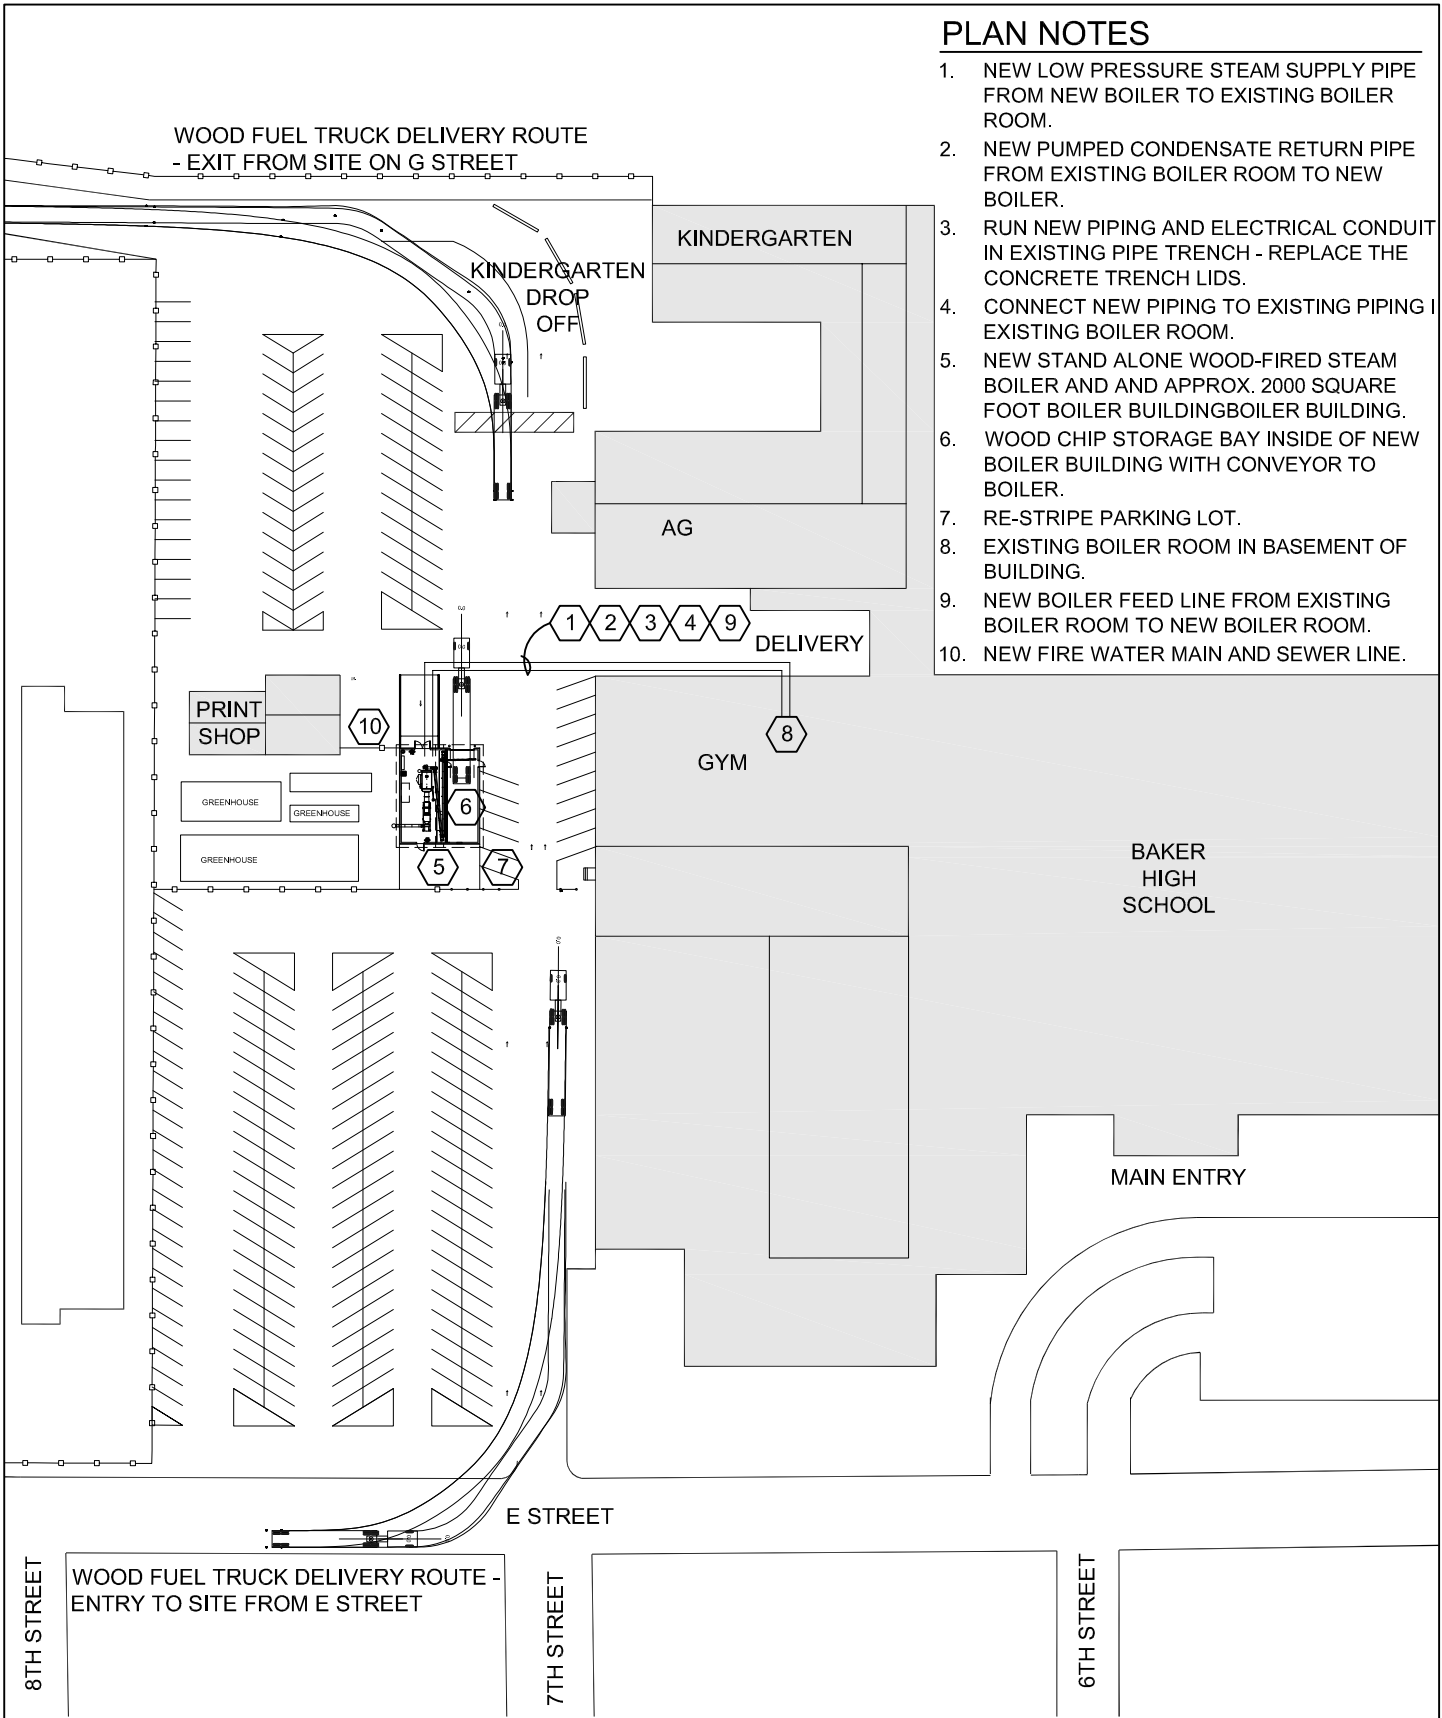 PLAN NOTES
1. NEW LOW PRESSURE STEAM SUPPLY PIPE
FROM NEW BOILER TO EXISTING BOILER
ROOM.
2. NEW PUMPED CONDENSATE RETURN PIPE
FROM EXISTING BOILER ROOM TO NEW
BOILER.
3. RUN NEW PIPING AND ELECTRICAL CONDUIT
IN EXISTING PIPE TRENCH - REPLACE THE
CONCRETE TRENCH LIDS.
4. CONNECT NEW PIPING TO EXISTING PIPING I
EXISTING BOILER ROOM.
5. NEW STAND ALONE WOOD-FIRED STEAM
BOILER AND AND APPROX. 2000 SQUARE
FOOT BOILER BUILDINGBOILER BUILDING.
6. WOOD CHIP STORAGE BAY INSIDE OF NEW
BOILER BUILDING WITH CONVEYOR TO
BOILER.
7. RE-STRIPE PARKING LOT.
8. EXISTING BOILER ROOM IN BASEMENT OF
BUILDING.
9. NEW BOILER FEED LINE FROM EXISTING
BOILER ROOM TO NEW BOILER ROOM.
10. NEW FIRE WATER MAIN AND SEWER LINE.
WOOD FUEL TRUCK DELIVERY ROUTE
- EXIT FROM SITE ON G STREET
KINDERGARTEN
KINDERGARTEN
DROP
OFF
AG
1 2 3 4 9
DELIVERY
PRINT
SHOP
10
8
GYM
GREENHOUSE
GREENHOUSE
GREENHOUSE
6
5
7
BAKER
HIGH
SCHOOL
MAIN ENTRY
E STREET
WOOD FUEL TRUCK DELIVERY ROUTE -
ENTRY TO SITE FROM E STREET
8TH STREET
7TH STREET
6TH STREET